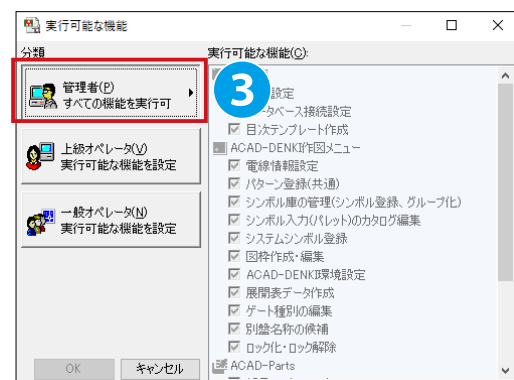 実行可能な機能
分類
実行可能な機能(C):
管理者(P)
すべての機能を実行可
3
設定
データベース接続設定
目次テンプレート作成
上級オペレータ(V)
実行可能な機能を設定
ACAD-DENKI作図メニュー
電線情報設定
パターン登録(共通)
シンボル庫の管理(シンボル登録、グループ化)
シンボル入力(パレット)のカタログ編集
一般オペレータ(N)
実行可能な機能を設定
システムシンボル登録
図枠作成・編集
ACAD-DENKI環境設定
展開表データ作成
ゲート種別の編集
別盤名称の候補
ロック化・ロック解除
ACAD-Parts
OK
キャンセル